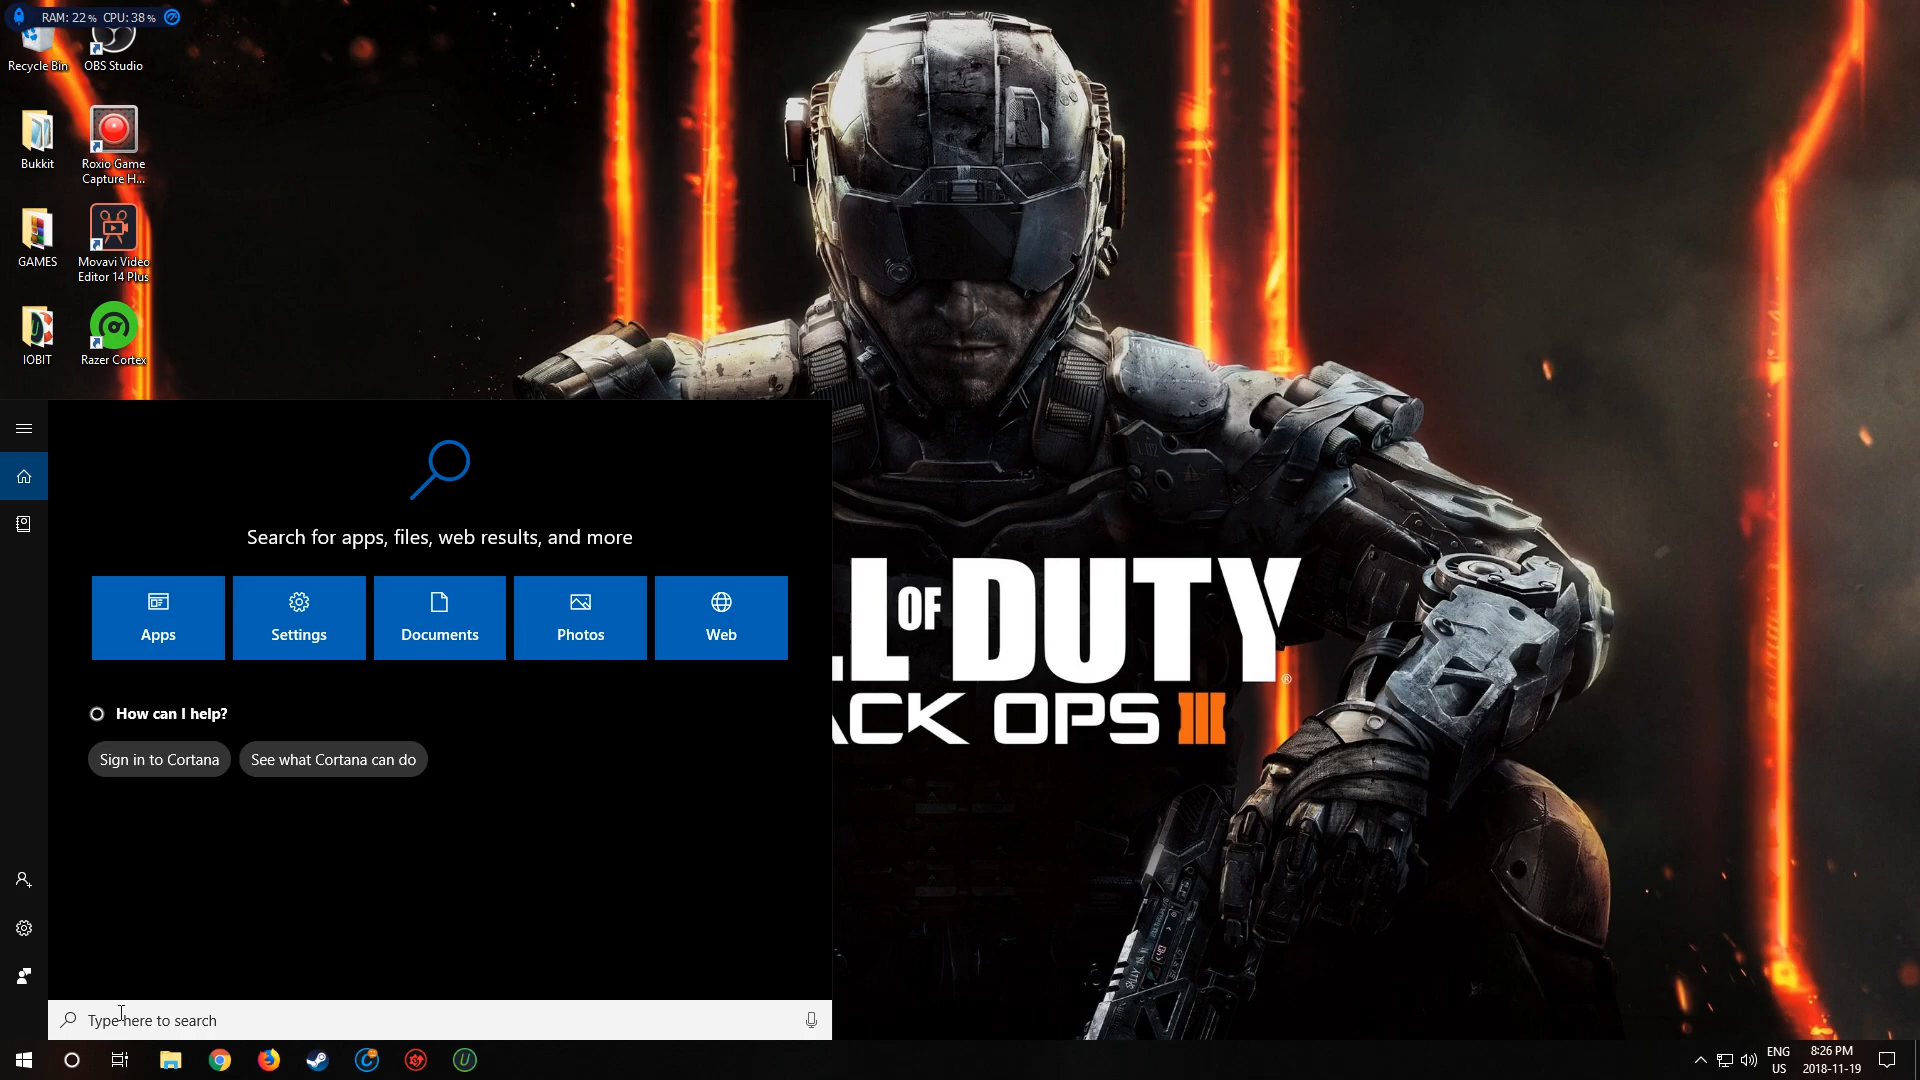 RAM: 22 % CPU: 38 %
Recycle Bin
OBS Studio
Bukkit
Roxio Game
Capture H...
GAMES
Movavi Video
Editor 14 Plus
IOBIT
Razer Cortex
Search for apps, files, web results, and more
Apps
Settings
Documents
Photos
Web
How can I help?
Sign in to Cortana
See what Cortana can do
Type here to search
LL OF DUTY®
ACK OPS III
ENG
US
8:26 PM
2018-11-19